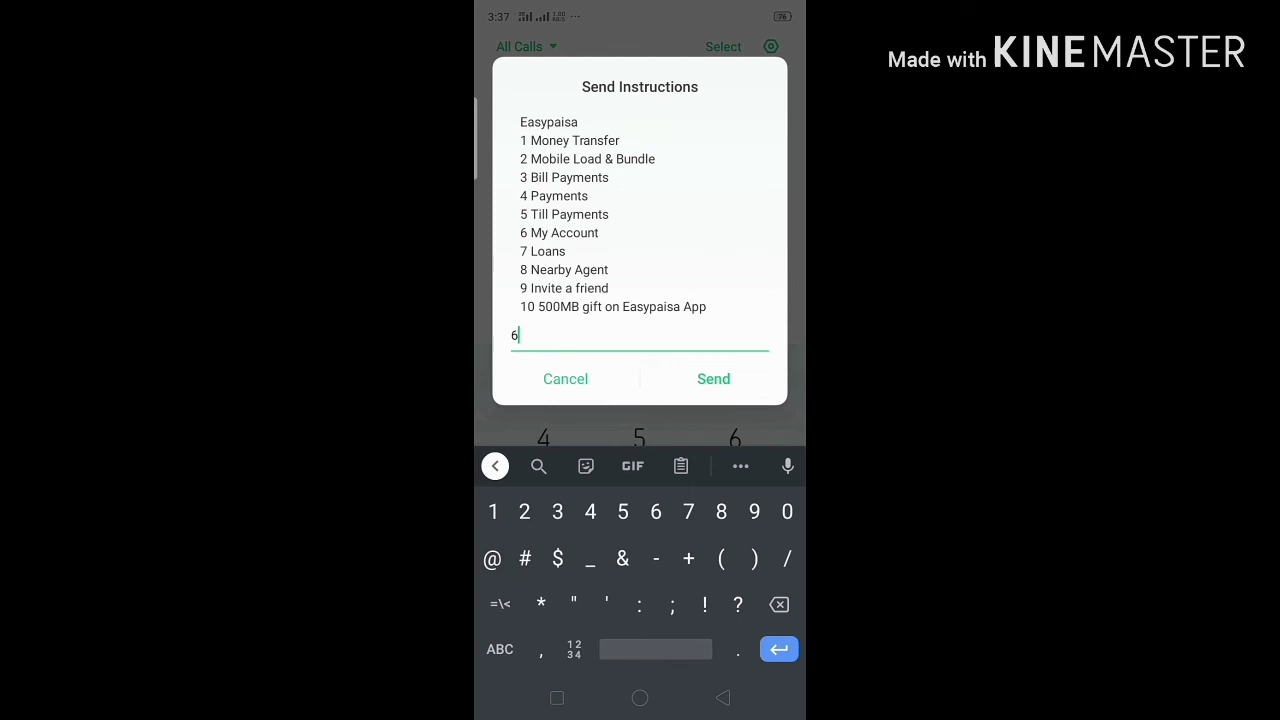 3:37
76
Made with KINEMASTER
All Calls
Select
Send Instructions
Easypaisa
1 Money Transfer
2 Mobile Load & Bundle
3 Bill Payments
4 Payments
5 Till Payments
6 My Account
7 Loans
8 Nearby Agent
9 Invite a friend
10 500MB gift on Easypaisa App
6
Cancel
Send
4 5 6
GIF
1 2 3 4 5 6 7 8 9 0
@ # $ _ & - + ( ) /
=\< * " ' : ; ! ?
ABC , 12 34 .